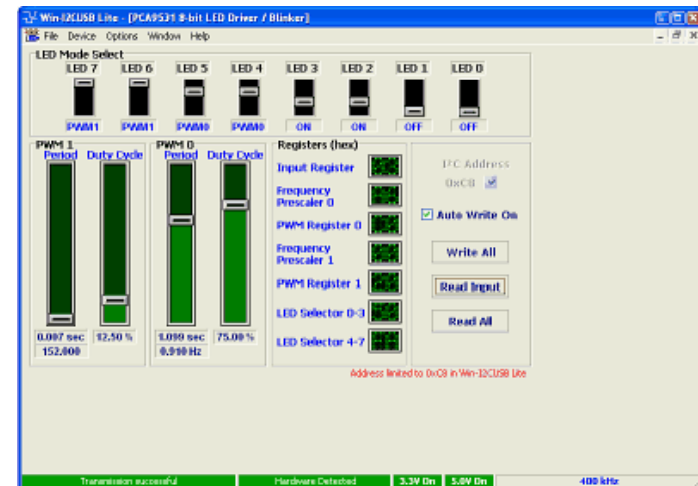 Win-I2CUSB Lite - [PCA9531 8-bit LED Driver / Blinker]
File Device Options Window Help
LED Mode Select
LED 7 LED 6 LED 5 LED 4 LED 3 LED 2 LED 1 LED 0
PWM1 PWM1 PWM0 PWM0 ON ON OFF OFF
PWM 1
Period Duty Cycle
0.007 sec 12.50 %
152.000
PWM 0
Period Duty Cycle
1.099 sec 75.00 %
0.910 Hz
Registers (hex)
Input Register
Frequency
Prescaler 0
PWM Register 0
Frequency
Prescaler 1
PWM Register 1
LED Selector 0-3
LED Selector 4-7
I²C Address
0xC8
Auto Write On
Write All
Read Input
Read All
Address limited to 0xC8 in Win-I2CUSB Lite
Transmission successful Hardware Detected 3.3V On 5.0V On 400 kHz